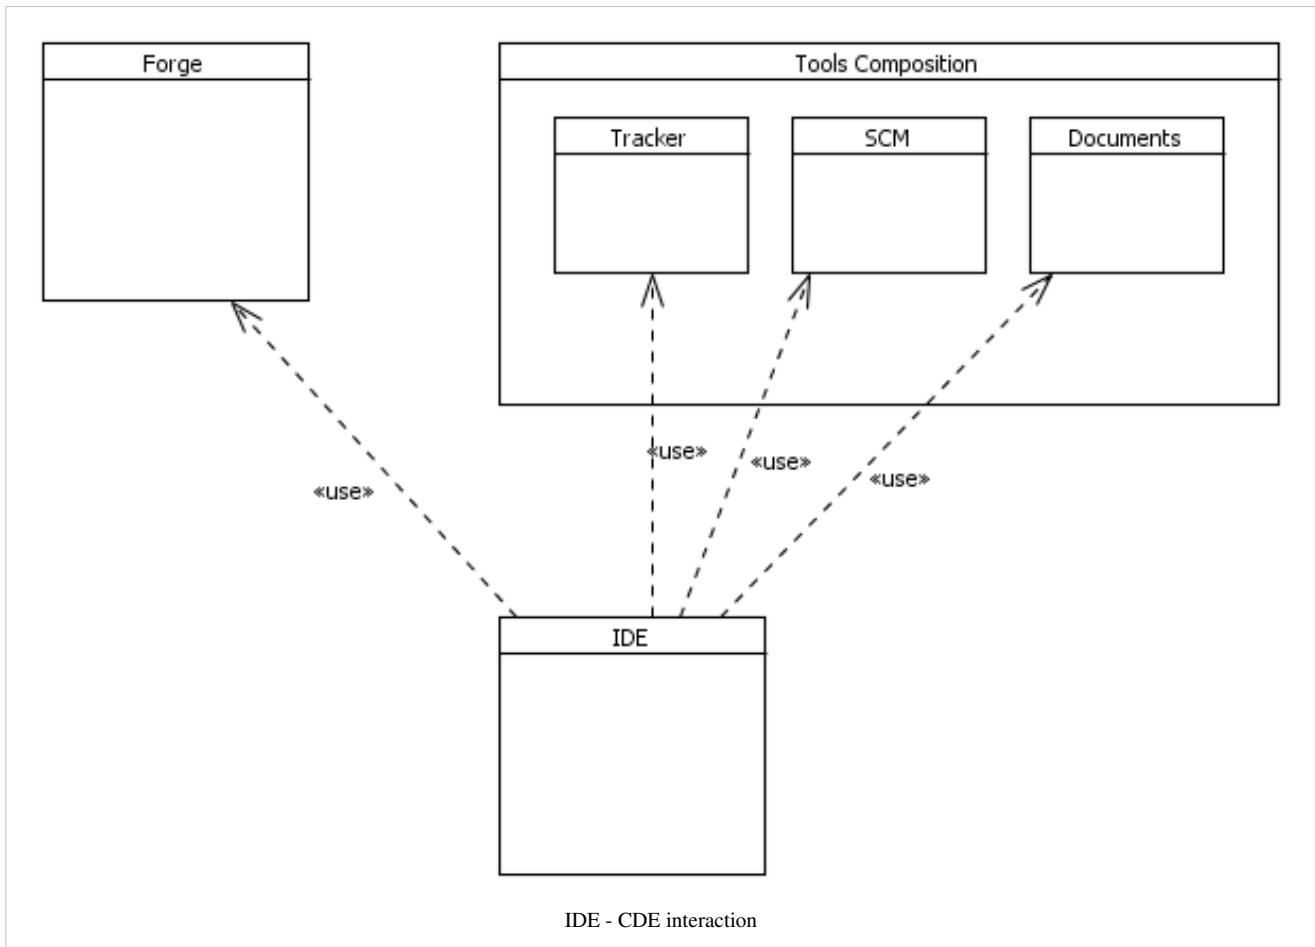 Forge
Tools Composition
Tracker
SCM
Documents
«use»
«use»
«use»
«use»
IDE
IDE - CDE interaction